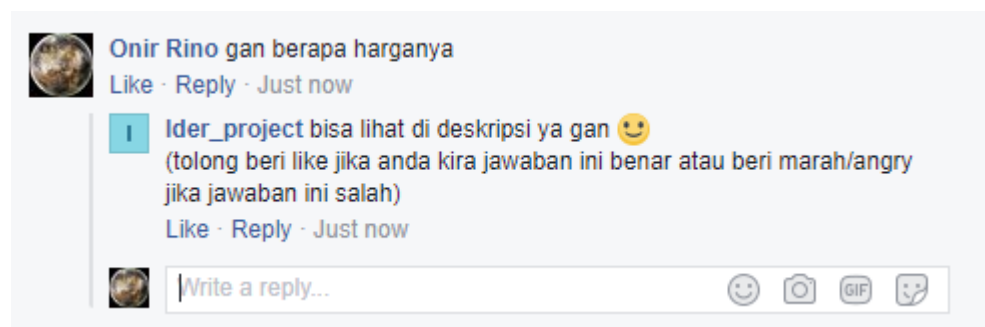 Onir Rino gan berapa harganya
Like · Reply · Just now
I
Ider_project bisa lihat di deskripsi ya gan
(tolong beri like jika anda kira jawaban ini benar atau beri marah/angry
jika jawaban ini salah)
Like · Reply · Just now
Write a reply...
GIF